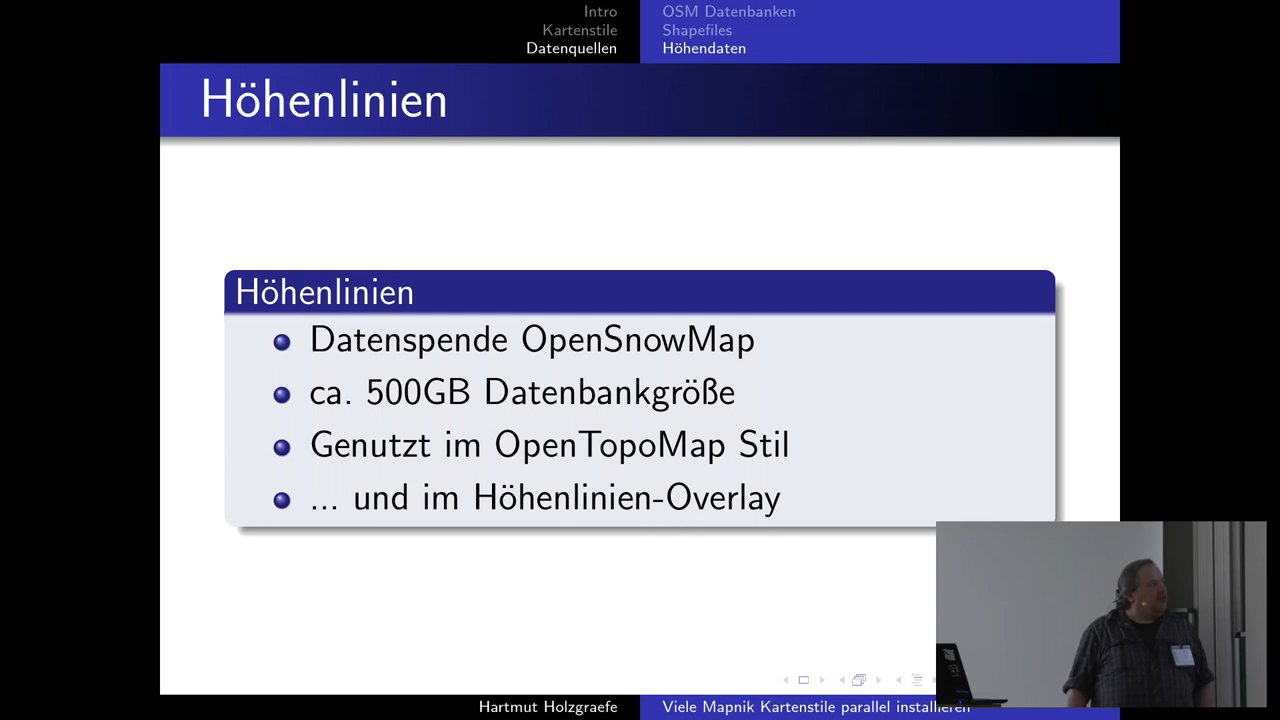 Intro
Kartenstile
Datenquellen
OSM Datenbanken
Shapefiles
Höhendaten
Höhenlinien
Höhenlinien
Datenspende OpenSnowMap
ca. 500GB Datenbankgröße
Genutzt im OpenTopoMap Stil
... und im Höhenlinien-Overlay
Hartmut Holzgraefe
Viele Mapnik Kartenstile parallel installieren